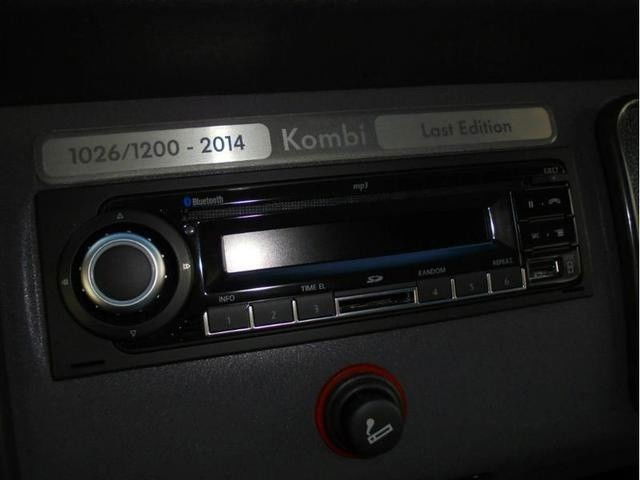 1026/1200 - 2014 Kombi Last Edition
EJECT
mp3
Bluetooth
RANDOM
REPEAT
INFO
TIME EL.
1 2 3 4 5 6